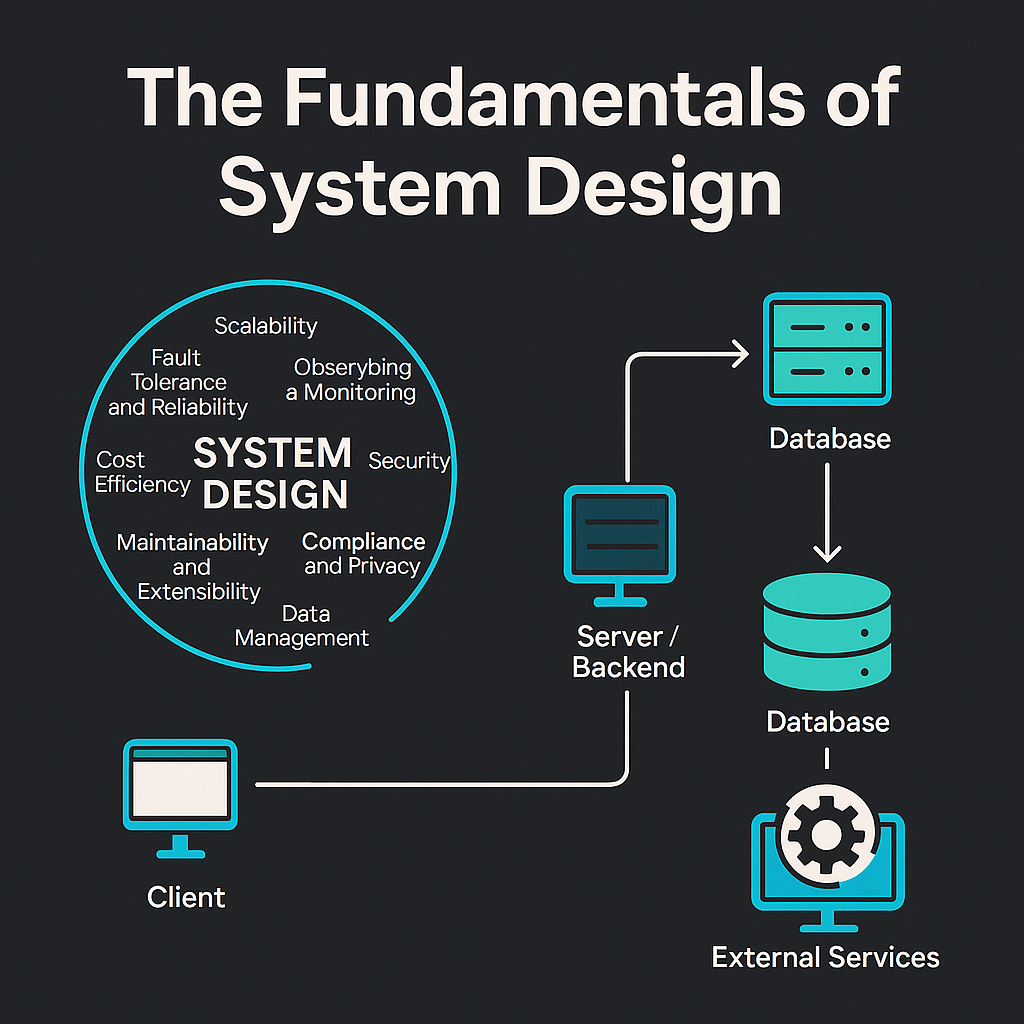 The Fundamentals of
System Design
Scalability
Fault
Tolerance
and Reliability
Obserybing
a Monitoring
Cost
Efficiency
SYSTEM
DESIGN
Security
Maintainability
and
Extensibility
Compliance
and Privacy
Data
Management
Database
Server /
Backend
Database
Client
External Services